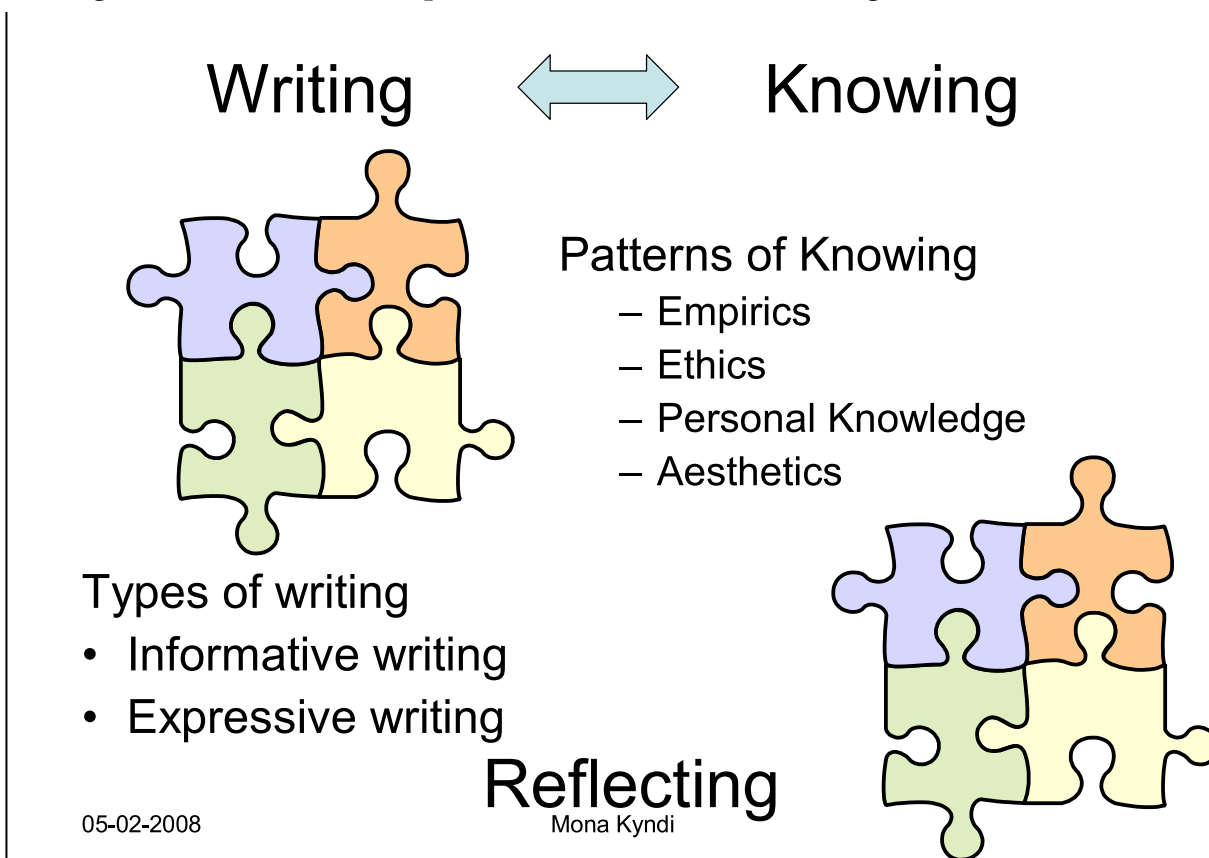 Writing
Knowing
Patterns of Knowing
– Empirics
– Ethics
– Personal Knowledge
– Aesthetics
Types of writing
• Informative writing
• Expressive writing
Reflecting
05-02-2008
Mona Kyndi